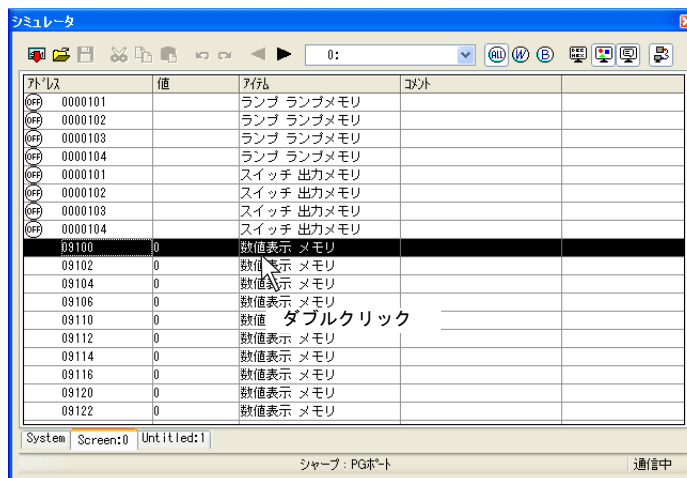 シミュレータ
0:
ALL W B
アドレス 値 アイテム コメント
OFF 0000101 ランプ ランプメモリ
OFF 0000102 ランプ ランプメモリ
OFF 0000103 ランプ ランプメモリ
OFF 0000104 ランプ ランプメモリ
OFF 0000101 スイッチ 出力メモリ
OFF 0000102 スイッチ 出力メモリ
OFF 0000103 スイッチ 出力メモリ
OFF 0000104 スイッチ 出力メモリ
09100 0 数値表示 メモリ
09102 0 数値表示 メモリ
09104 0 数値表示 メモリ
09106 0 数値表示 メモリ
09110 0 数値
ダブルクリック
09112 0 数値表示 メモリ
09114 0 数値表示 メモリ
09116 0 数値表示 メモリ
09120 0 数値表示 メモリ
09122 0 数値表示 メモリ
System Screen:0 Untitled:1
シャープ:PGポート 通信中